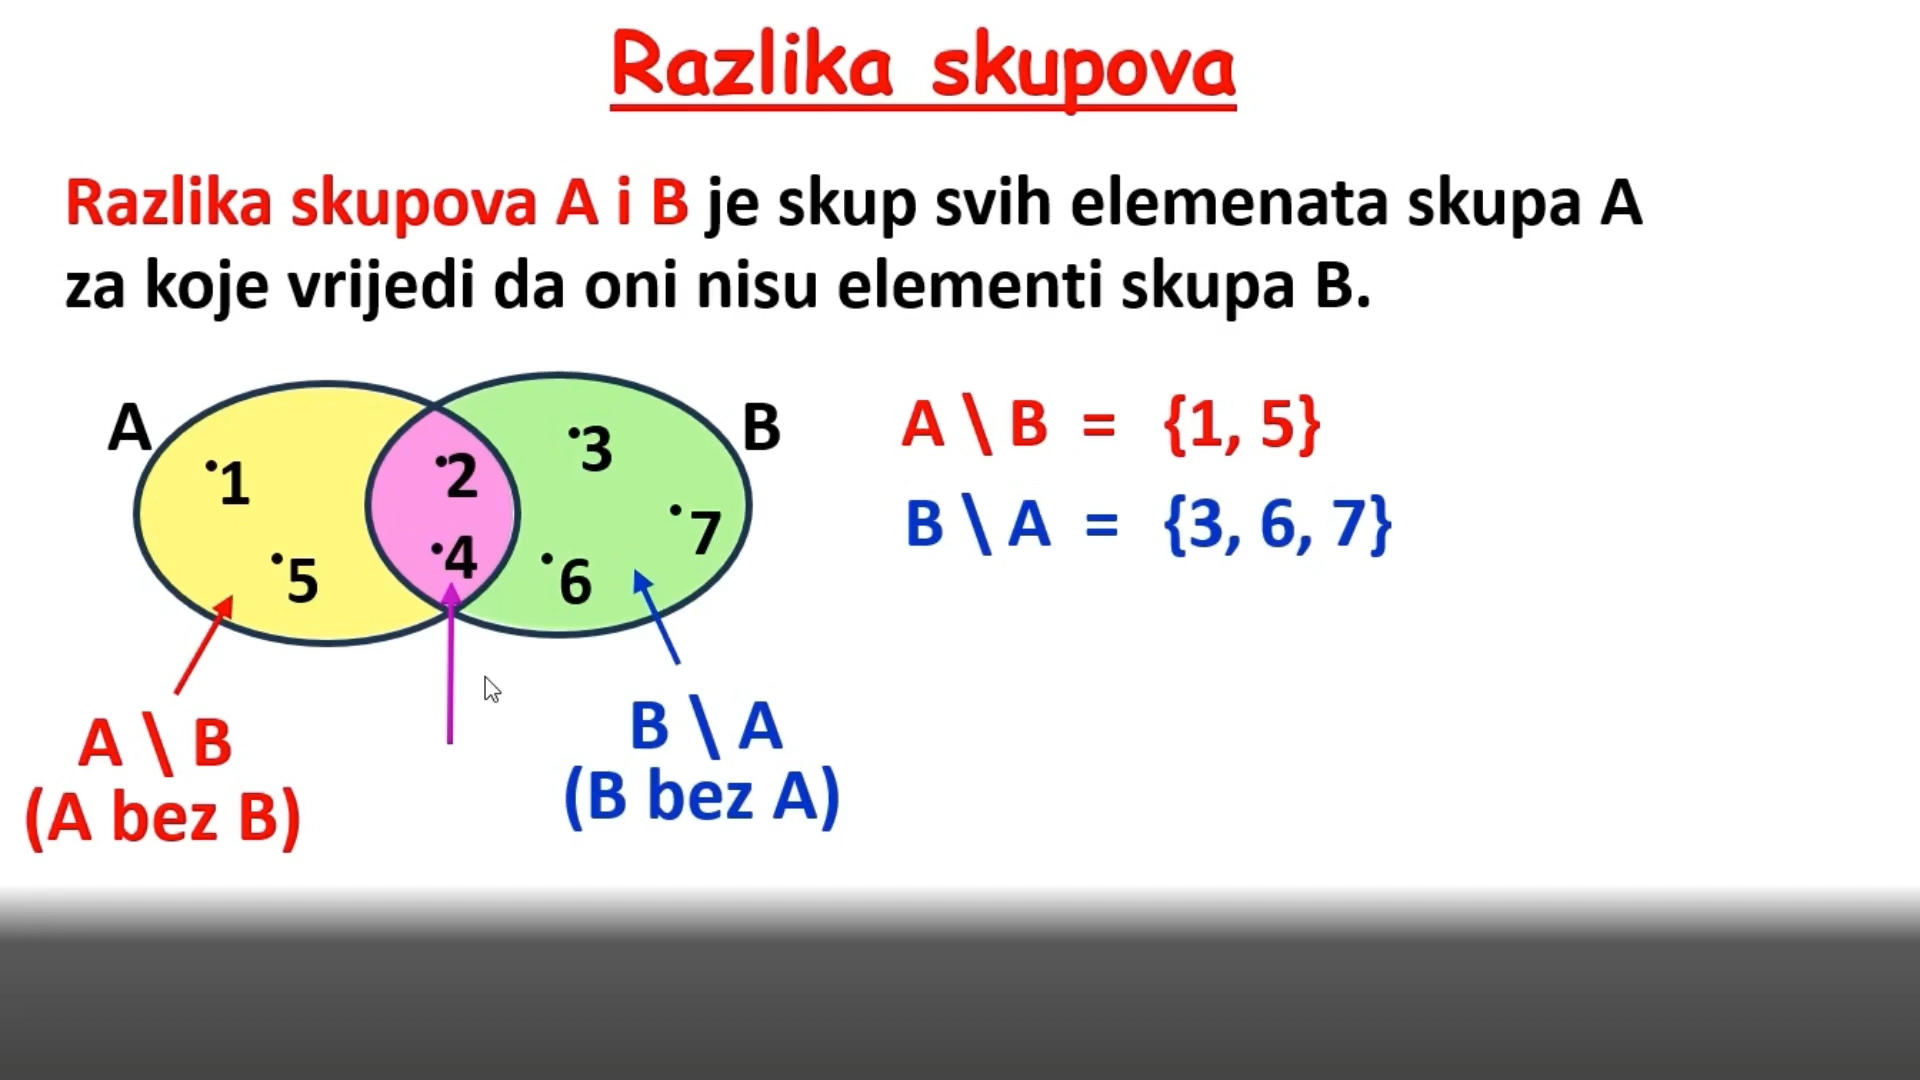 Razlika skupova
Razlika skupova A i B je skup svih elemenata skupa A
za koje vrijedi da oni nisu elementi skupa B.
A
B
1
2
3
4
5
6
7
A \ B = {1, 5}
B \ A = {3, 6, 7}
A \ B
(A bez B)
B \ A
(B bez A)